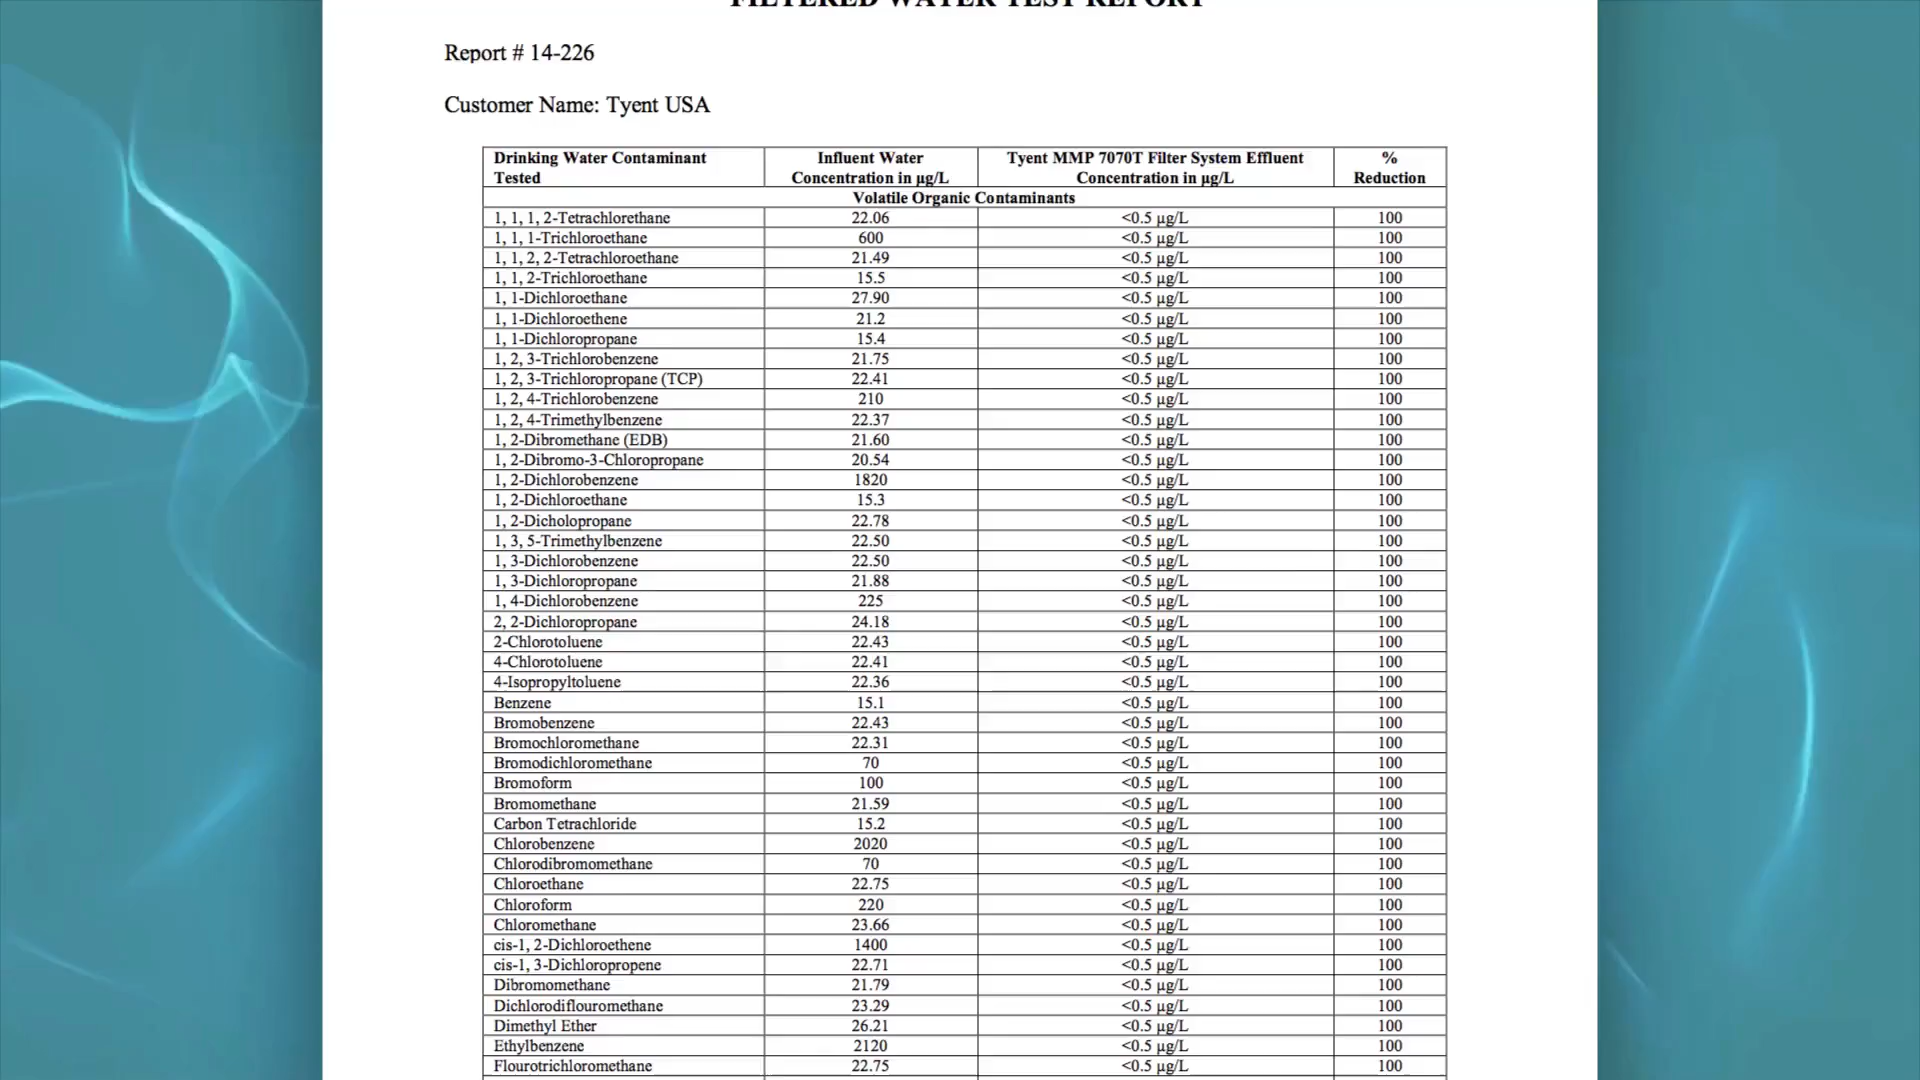 FILTERED WATER TEST REPORT
Report # 14-226
Customer Name: Tyent USA
Drinking Water Contaminant Tested Influent Water Concentration in µg/L Tyent MMP 7070T Filter System Effluent Concentration in µg/L % Reduction
Volatile Organic Contaminants
1, 1, 1, 2-Tetrachlorethane 22.06 <0.5 µg/L 100
1, 1, 1-Trichloroethane 600 <0.5 µg/L 100
1, 1, 2, 2-Tetrachloroethane 21.49 <0.5 µg/L 100
1, 1, 2-Trichloroethane 15.5 <0.5 µg/L 100
1, 1-Dichloroethane 27.90 <0.5 µg/L 100
1, 1-Dichloroethene 21.2 <0.5 µg/L 100
1, 1-Dichloropropane 15.4 <0.5 µg/L 100
1, 2, 3-Trichlorobenzene 21.75 <0.5 µg/L 100
1, 2, 3-Trichloropropane (TCP) 22.41 <0.5 µg/L 100
1, 2, 4-Trichlorobenzene 210 <0.5 µg/L 100
1, 2, 4-Trimethylbenzene 22.37 <0.5 µg/L 100
1, 2-Dibromethane (EDB) 21.60 <0.5 µg/L 100
1, 2-Dibromo-3-Chloropropane 20.54 <0.5 µg/L 100
1, 2-Dichlorobenzene 1820 <0.5 µg/L 100
1, 2-Dichloroethane 15.3 <0.5 µg/L 100
1, 2-Dicholopropane 22.78 <0.5 µg/L 100
1, 3, 5-Trimethylbenzene 22.50 <0.5 µg/L 100
1, 3-Dichlorobenzene 22.50 <0.5 µg/L 100
1, 3-Dichloropropane 21.88 <0.5 µg/L 100
1, 4-Dichlorobenzene 225 <0.5 µg/L 100
2, 2-Dichloropropane 24.18 <0.5 µg/L 100
2-Chlorotoluene 22.43 <0.5 µg/L 100
4-Chlorotoluene 22.41 <0.5 µg/L 100
4-Isopropyltoluene 22.36 <0.5 µg/L 100
Benzene 15.1 <0.5 µg/L 100
Bromobenzene 22.43 <0.5 µg/L 100
Bromochloromethane 22.31 <0.5 µg/L 100
Bromodichloromethane 70 <0.5 µg/L 100
Bromoform 100 <0.5 µg/L 100
Bromomethane 21.59 <0.5 µg/L 100
Carbon Tetrachloride 15.2 <0.5 µg/L 100
Chlorobenzene 2020 <0.5 µg/L 100
Chlorodibromomethane 70 <0.5 µg/L 100
Chloroethane 22.75 <0.5 µg/L 100
Chloroform 220 <0.5 µg/L 100
Chloromethane 23.66 <0.5 µg/L 100
cis-1, 2-Dichloroethene 1400 <0.5 µg/L 100
cis-1, 3-Dichloropropene 22.71 <0.5 µg/L 100
Dibromomethane 21.79 <0.5 µg/L 100
Dichlorodiflouromethane 23.29 <0.5 µg/L 100
Dimethyl Ether 26.21 <0.5 µg/L 100
Ethylbenzene 2120 <0.5 µg/L 100
Flourotrichloromethane 22.75 <0.5 µg/L 100